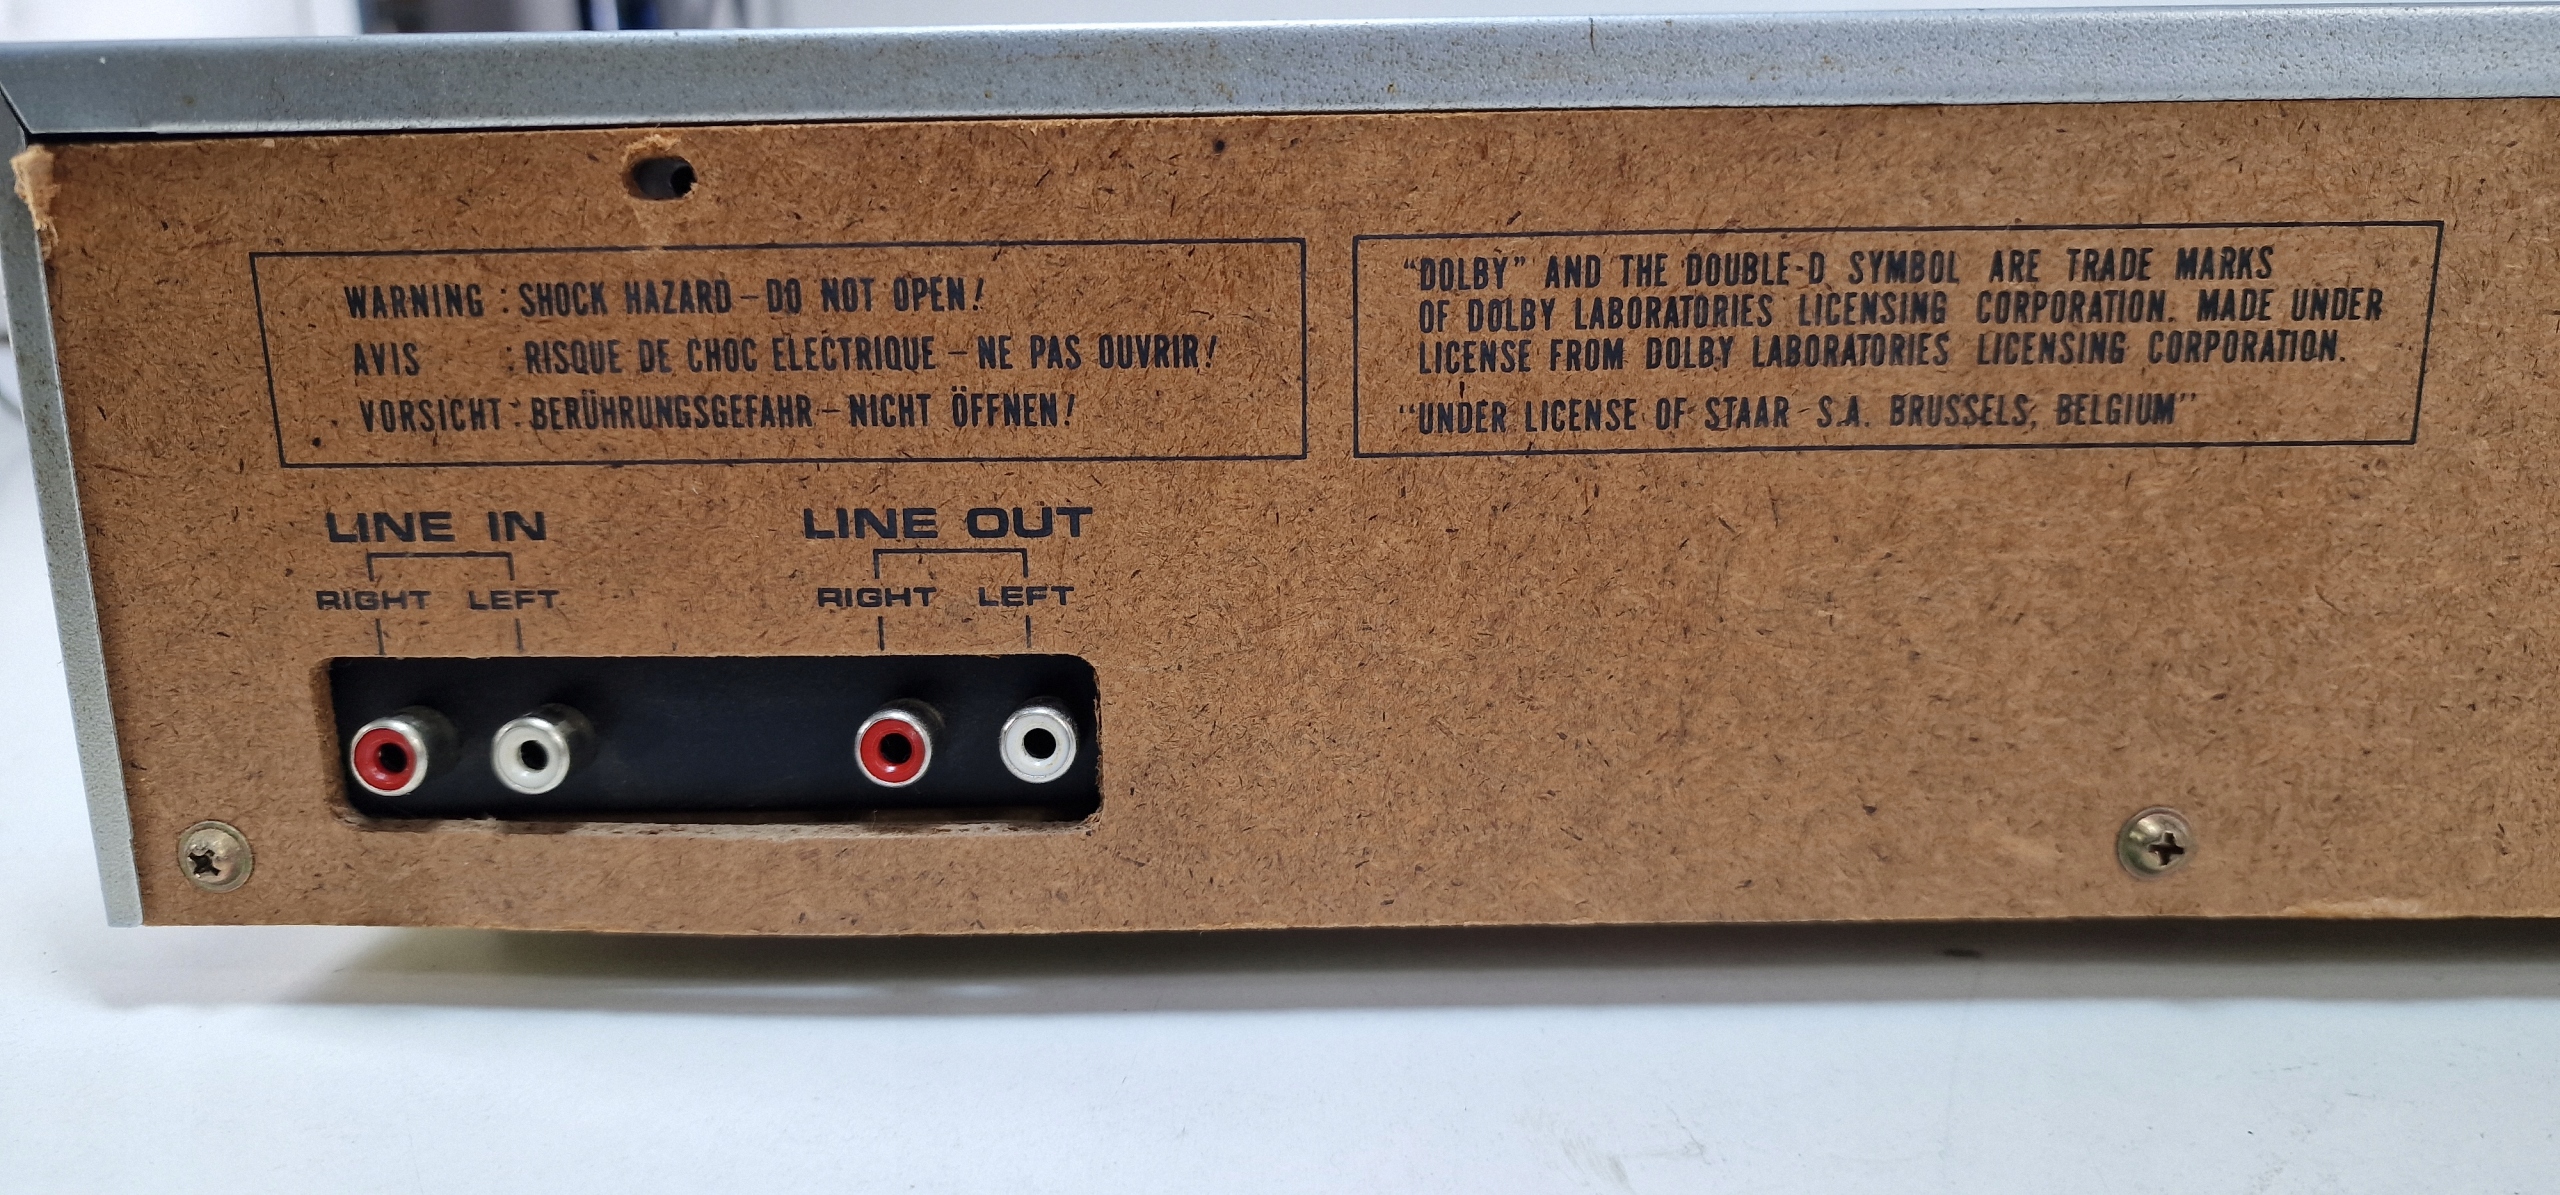 WARNING : SHOCK HAZARD – DO NOT OPEN!
AVIS : RISQUE DE CHOC ELECTRIQUE – NE PAS OUVRIR!
VORSICHT : BERÜHRUNGSGEFAHR – NICHT ÖFFNEN!
“DOLBY” AND THE DOUBLE-D SYMBOL ARE TRADE MARKS
OF DOLBY LABORATORIES LICENSING CORPORATION. MADE UNDER
LICENSE FROM DOLBY LABORATORIES LICENSING CORPORATION.
“UNDER LICENSE OF STAAR S.A. BRUSSELS, BELGIUM”
LINE IN
RIGHT LEFT
LINE OUT
RIGHT LEFT